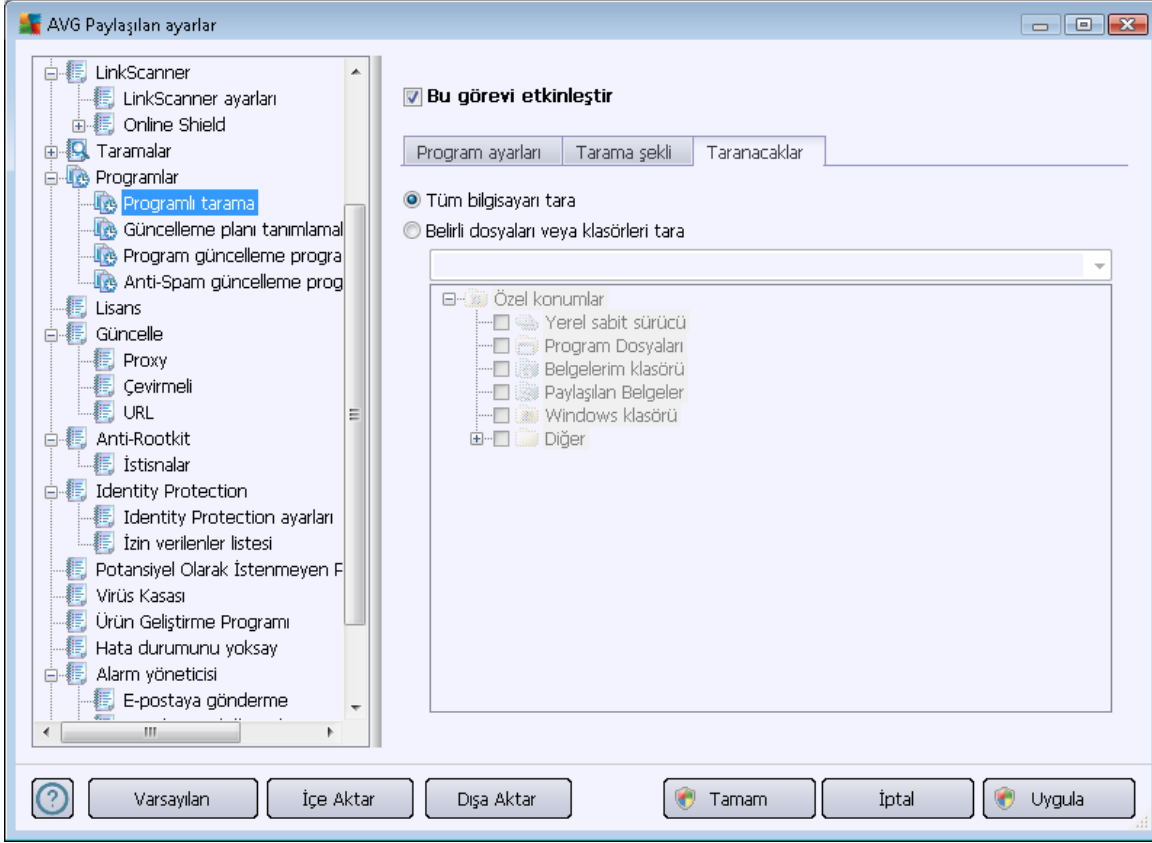 AVG Paylaşılan ayarlar
LinkScanner
LinkScanner ayarları
Online Shield
Taramalar
Programlar
Programlı tarama
Güncelleme planı tanımlamal
Program güncelleme progra
Anti-Spam güncelleme prog
Lisans
Güncelle
Proxy
Çevirmeli
URL
Anti-Rootkit
İstisnalar
Identity Protection
Identity Protection ayarları
İzin verilenler listesi
Potansiyel Olarak İstenmeyen F
Virüs Kasası
Ürün Geliştirme Programı
Hata durumunu yoksay
Alarm yöneticisi
E-postaya gönderme
Bu görevi etkinleştir
Program ayarları
Tarama şekli
Taranacaklar
Tüm bilgisayarı tara
Belirli dosyaları veya klasörleri tara
Özel konumlar
Yerel sabit sürücü
Program Dosyaları
Belgelerim klasörü
Paylaşılan Belgeler
Windows klasörü
Diğer
Varsayılan
İçe Aktar
Dışa Aktar
Tamam
İptal
Uygula